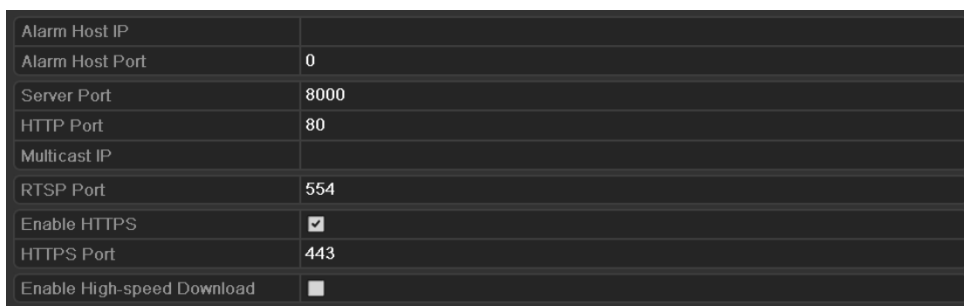 Alarm Host IP
Alarm Host Port 0
Server Port 8000
HTTP Port 80
Multicast IP
RTSP Port 554
Enable HTTPS
HTTPS Port 443
Enable High-speed Download